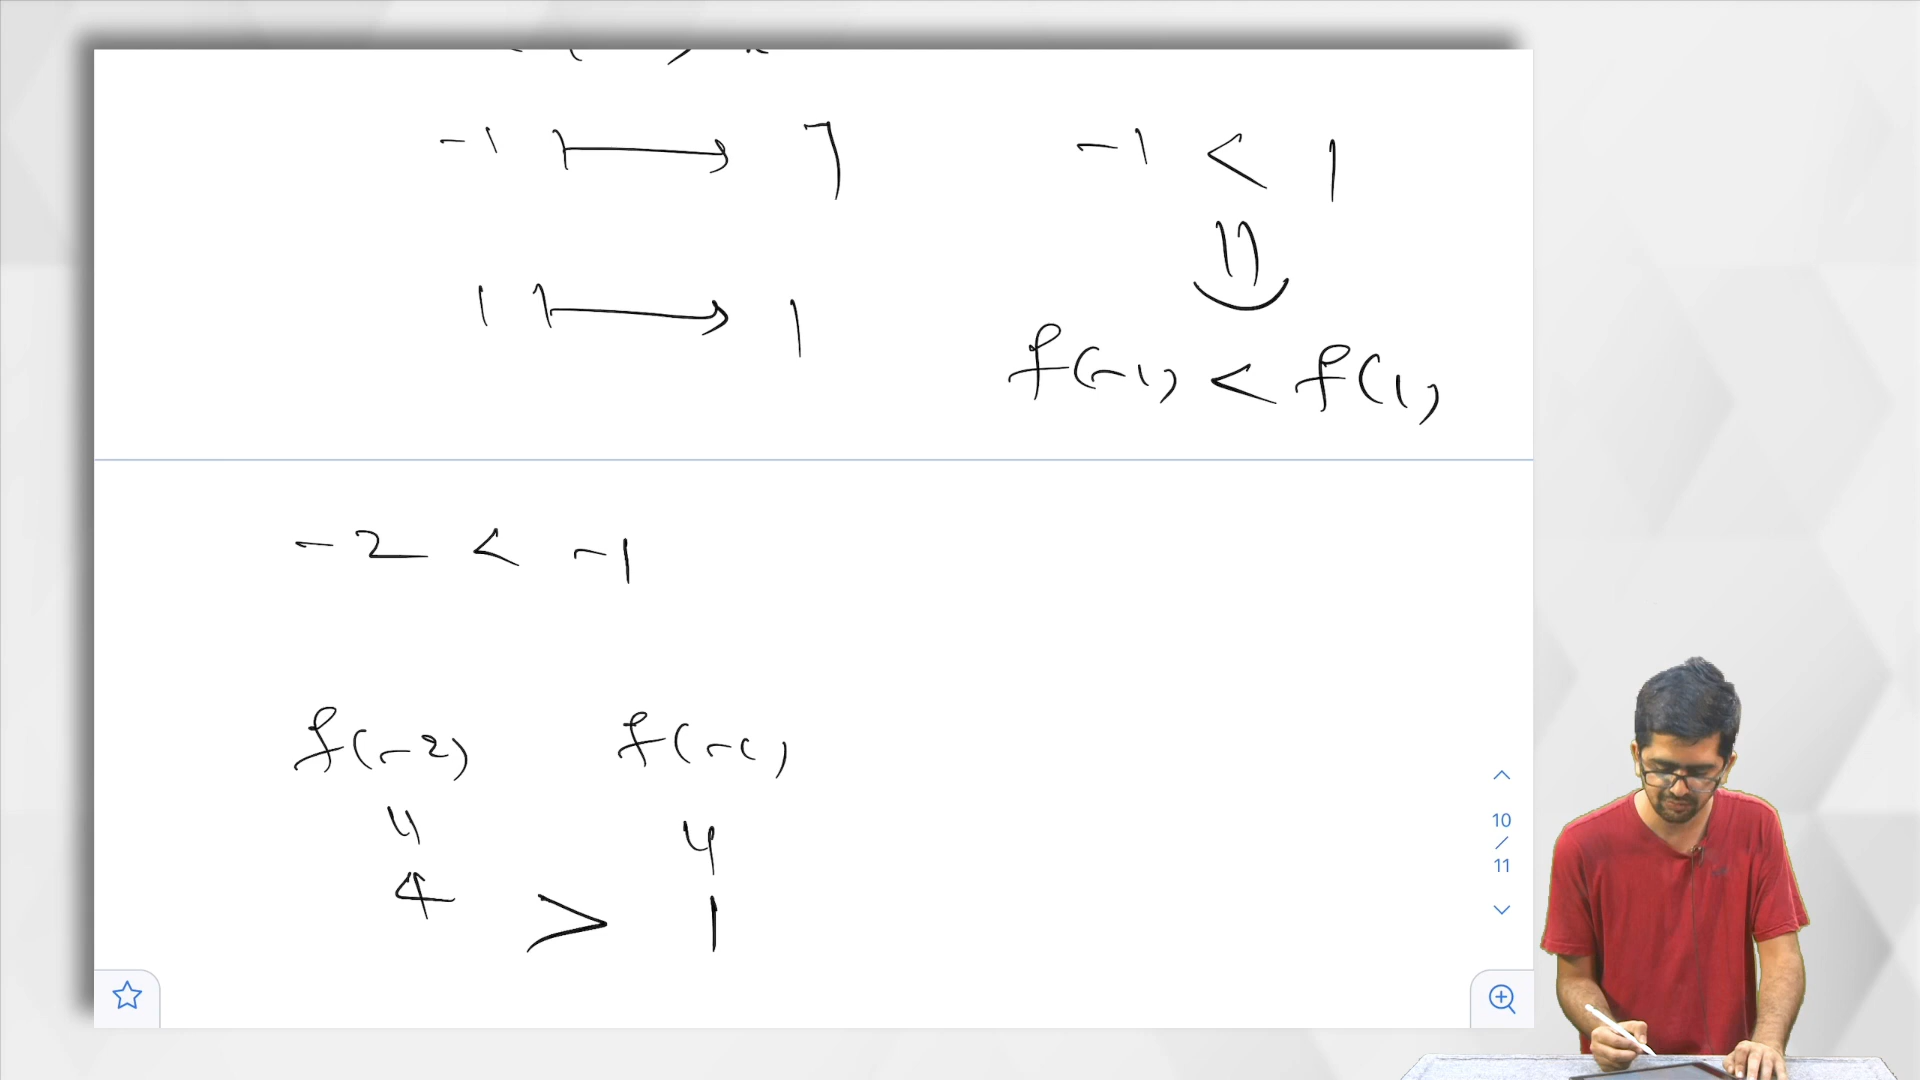 -1 ↦ 1
-1 < 1
1 ↦ 1
⇓
f(-1) < f(1)
-2 < -1
f(-2) f(-1)
|| ||
4 > 1
10
/
11